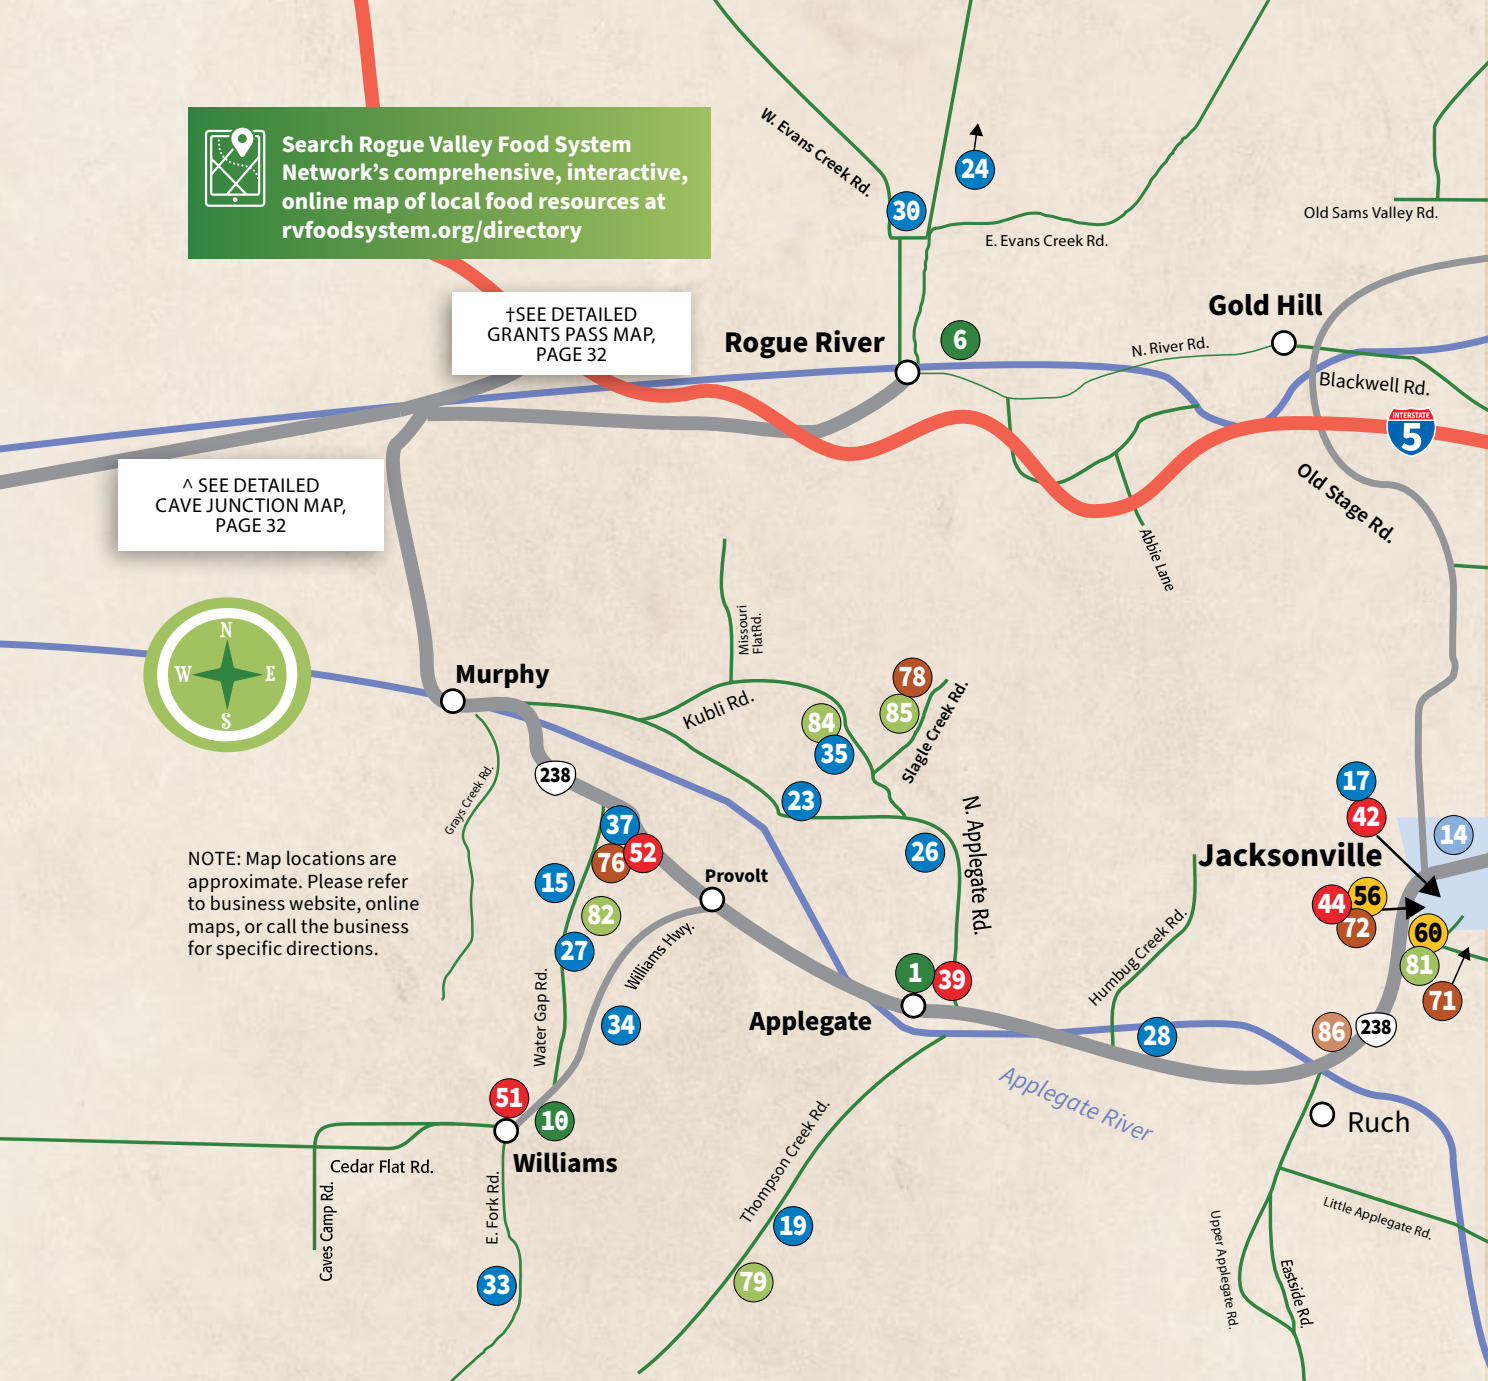 Search Rogue Valley Food System
Network's comprehensive, interactive,
online map of local food resources at
rvfoodsystem.org/directory
W. Evans Creek Rd.
24
30
E. Evans Creek Rd.
Old Sams Valley Rd.
†SEE DETAILED
GRANTS PASS MAP,
PAGE 32
Rogue River
6
Gold Hill
N. River Rd.
Blackwell Rd.
INTERSTATE
5
^ SEE DETAILED
CAVE JUNCTION MAP,
PAGE 32
Old Stage Rd.
Abbie Lane
N
W
E
S
Murphy
Missouri
FlatRd.
Kubli Rd.
78
85
84
35
Slagle Creek Rd.
23
238
Grays Creek Rd.
37
76
52
15
82
27
Provolt
26
N. Applegate Rd.
17
42
14
Jacksonville
44
56
72
60
81
71
NOTE: Map locations are
approximate. Please refer
to business website, online
maps, or call the business
for specific directions.
Williams Hwy.
Water Gap Rd.
34
1
39
Applegate
Humbug Creek Rd.
28
86
238
Applegate River
Ruch
51
10
Williams
Cedar Flat Rd.
Caves Camp Rd.
E. Fork Rd.
33
Thompson Creek Rd.
19
79
Upper Applegate Rd.
Eastside Rd.
Little Applegate Rd.